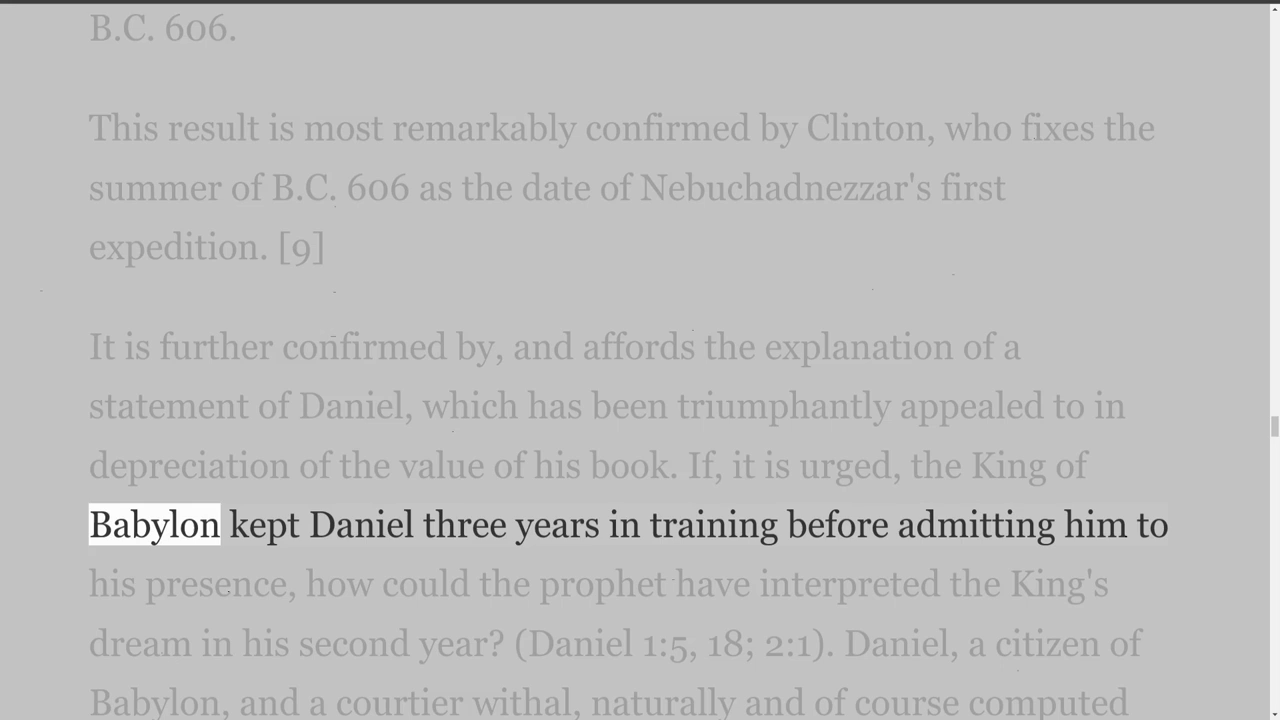 B.C. 606.
This result is most remarkably confirmed by Clinton, who fixes the
summer of B.C. 606 as the date of Nebuchadnezzar's first
expedition. [9]
It is further confirmed by, and affords the explanation of a
statement of Daniel, which has been triumphantly appealed to in
depreciation of the value of his book. If, it is urged, the King of
Babylon kept Daniel three years in training before admitting him to
his presence, how could the prophet have interpreted the King's
dream in his second year? (Daniel 1:5, 18; 2:1). Daniel, a citizen of
Babylon, and a courtier withal, naturally and of course computed